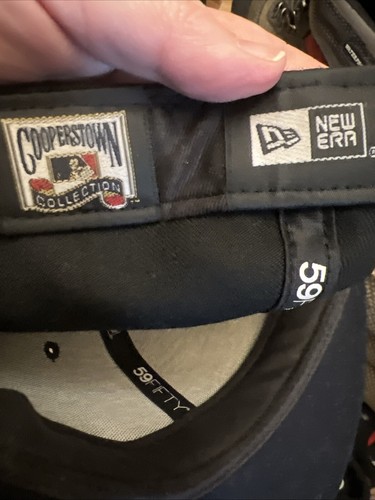 COOPERSTOWN
COLLECTION
NEW
ERA
59
59FIFTY